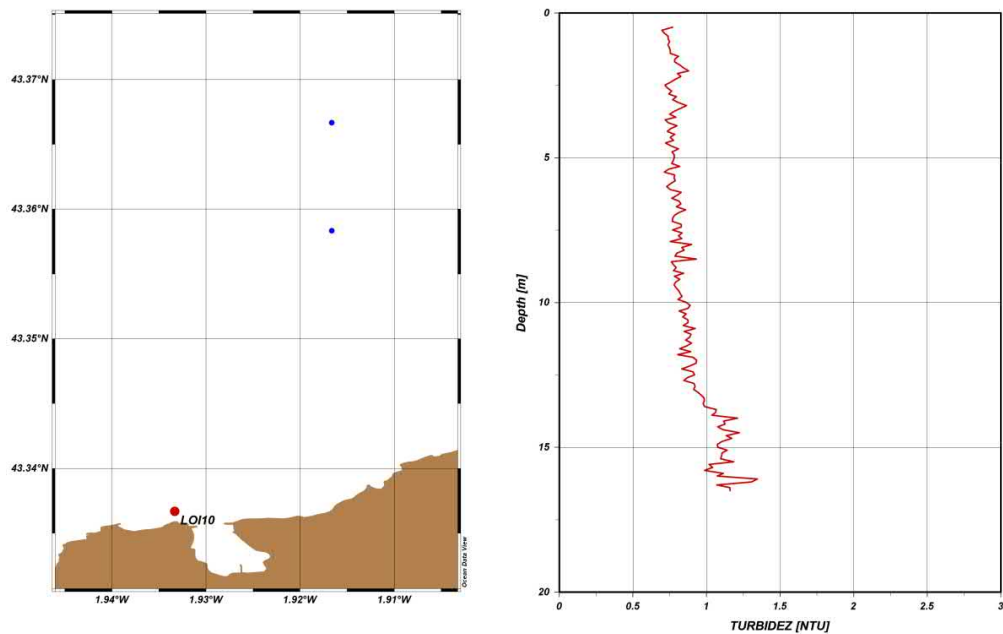 43.37°N
43.36°N
43.35°N
43.34°N
LOI10
Ocean Data View
1.94°W 1.93°W 1.92°W 1.91°W
0
5
10
15
20
Depth [m]
0 0.5 1 1.5 2 2.5 3
TURBIDEZ [NTU]